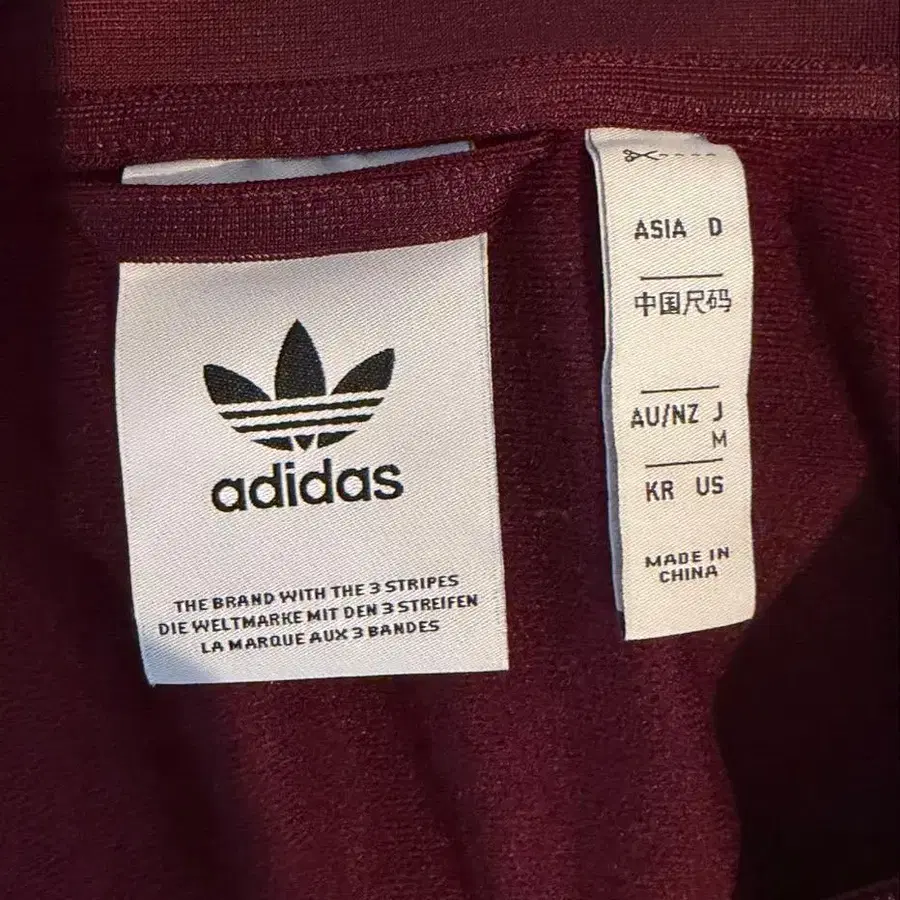 adidas
THE BRAND WITH THE 3 STRIPES
DIE WELTMARKE MIT DEN 3 STREIFEN
LA MARQUE AUX 3 BANDES
ASIA D
中国尺码
AU/NZ J
M
KR US
MADE IN
CHINA